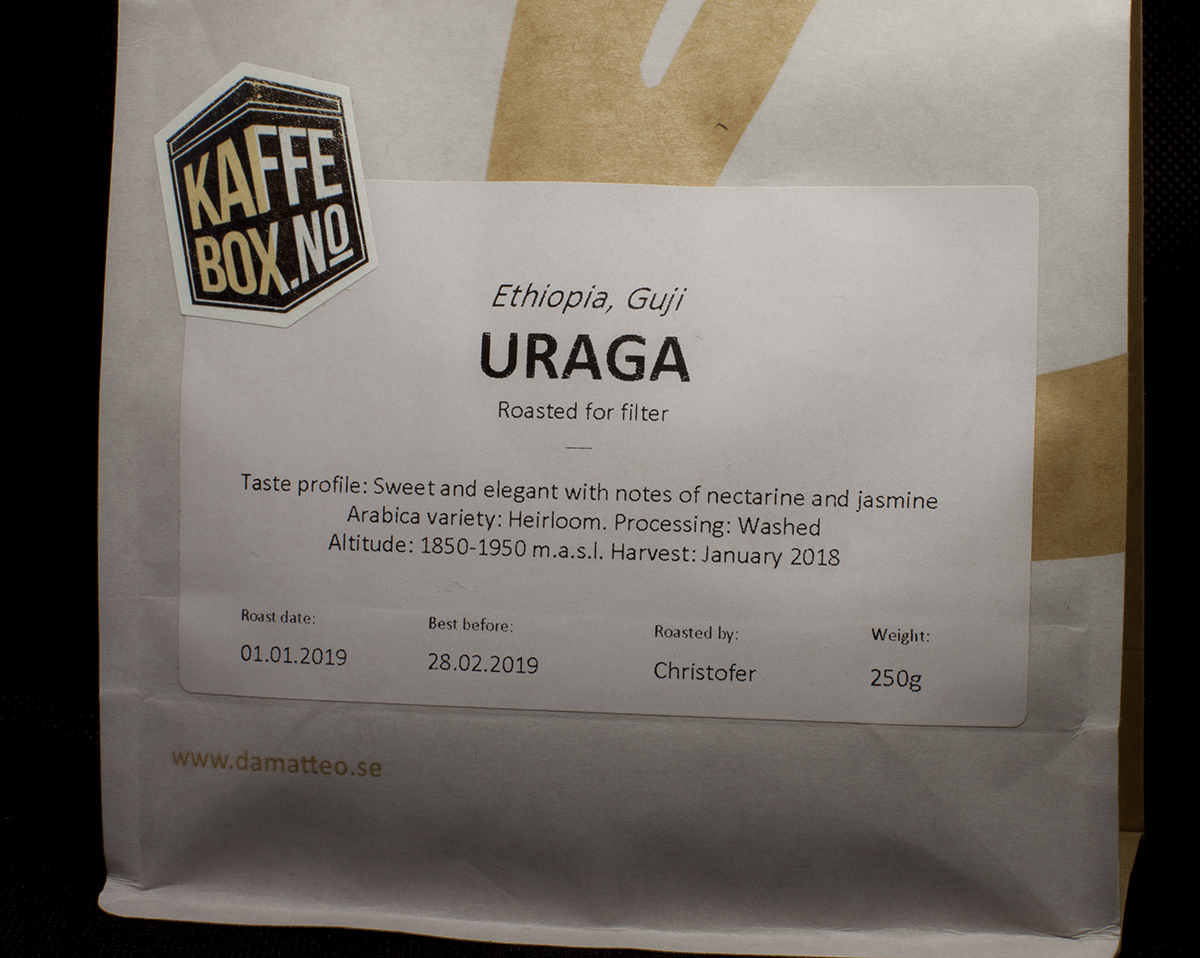 KAFFE
BOX.NO
Ethiopia, Guji
URAGA
Roasted for filter
Taste profile: Sweet and elegant with notes of nectarine and jasmine
Arabica variety: Heirloom. Processing: Washed
Altitude: 1850-1950 m.a.s.l. Harvest: January 2018
Roast date: Best before: Roasted by: Weight:
01.01.2019 28.02.2019 Christofer 250g
www.damatteo.se